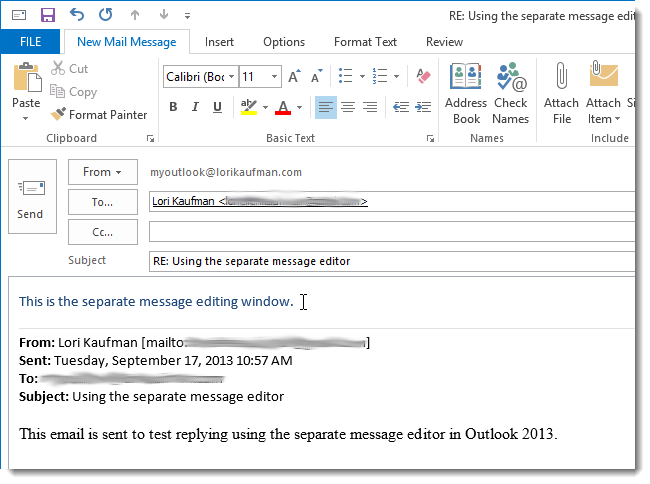 RE: Using the separate message edit
FILE New Mail Message Insert Options Format Text Review
Paste
Cut
Copy
Format Painter
Calibri (Boc 11 A A
B I U ab A
Address Book
Check Names
Attach File
Attach Item
Clipboard Basic Text Names Include
Send
From myoutlook@lorikaufman.com
To... Lori Kaufman < >
Cc...
Subject RE: Using the separate message editor
This is the separate message editing window.
From: Lori Kaufman [mailto: ]
Sent: Tuesday, September 17, 2013 10:57 AM
To:
Subject: Using the separate message editor
This email is sent to test replying using the separate message editor in Outlook 2013.